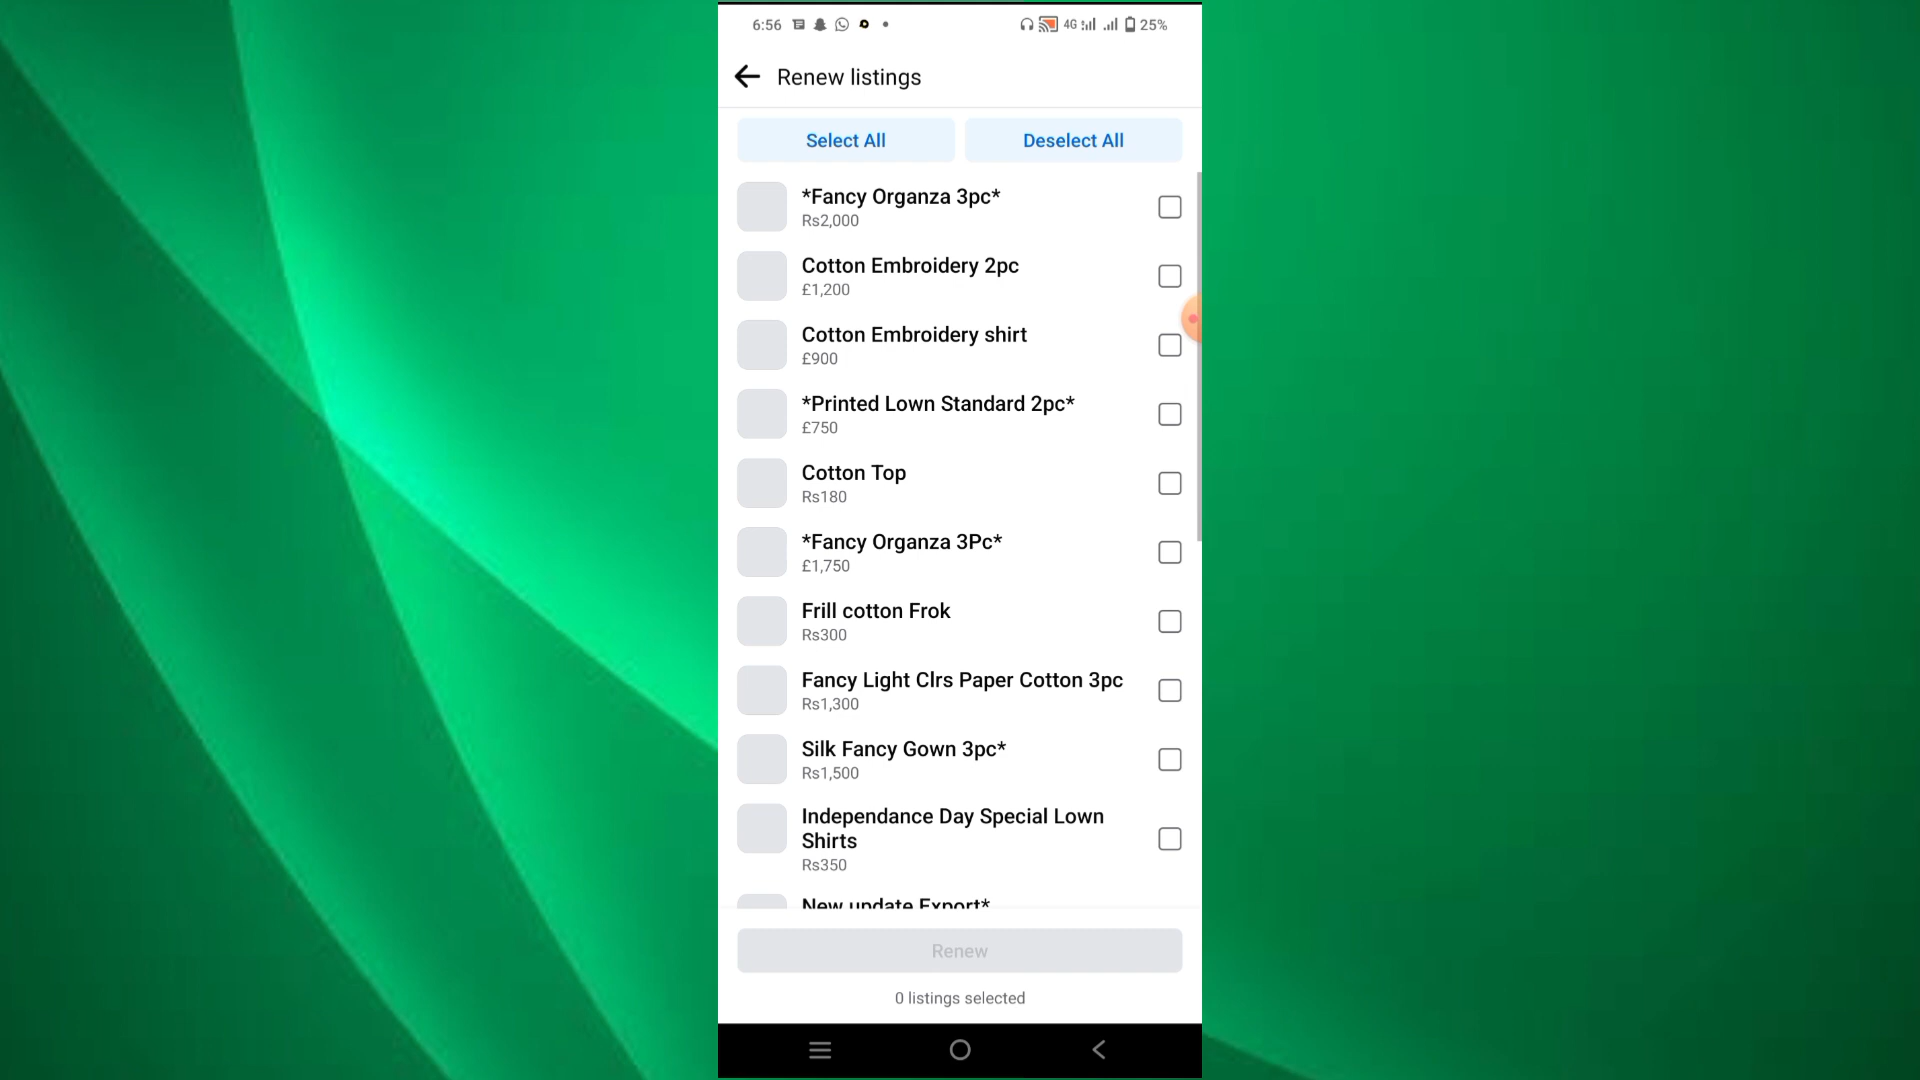 6:56 4G 25%
Renew listings
Select All Deselect All
*Fancy Organza 3pc*
Rs2,000
Cotton Embroidery 2pc
£1,200
Cotton Embroidery shirt
£900
*Printed Lown Standard 2pc*
£750
Cotton Top
Rs180
*Fancy Organza 3Pc*
£1,750
Frill cotton Frok
Rs300
Fancy Light Clrs Paper Cotton 3pc
Rs1,300
Silk Fancy Gown 3pc*
Rs1,500
Independance Day Special Lown
Shirts
Rs350
New update Export*
Renew
0 listings selected